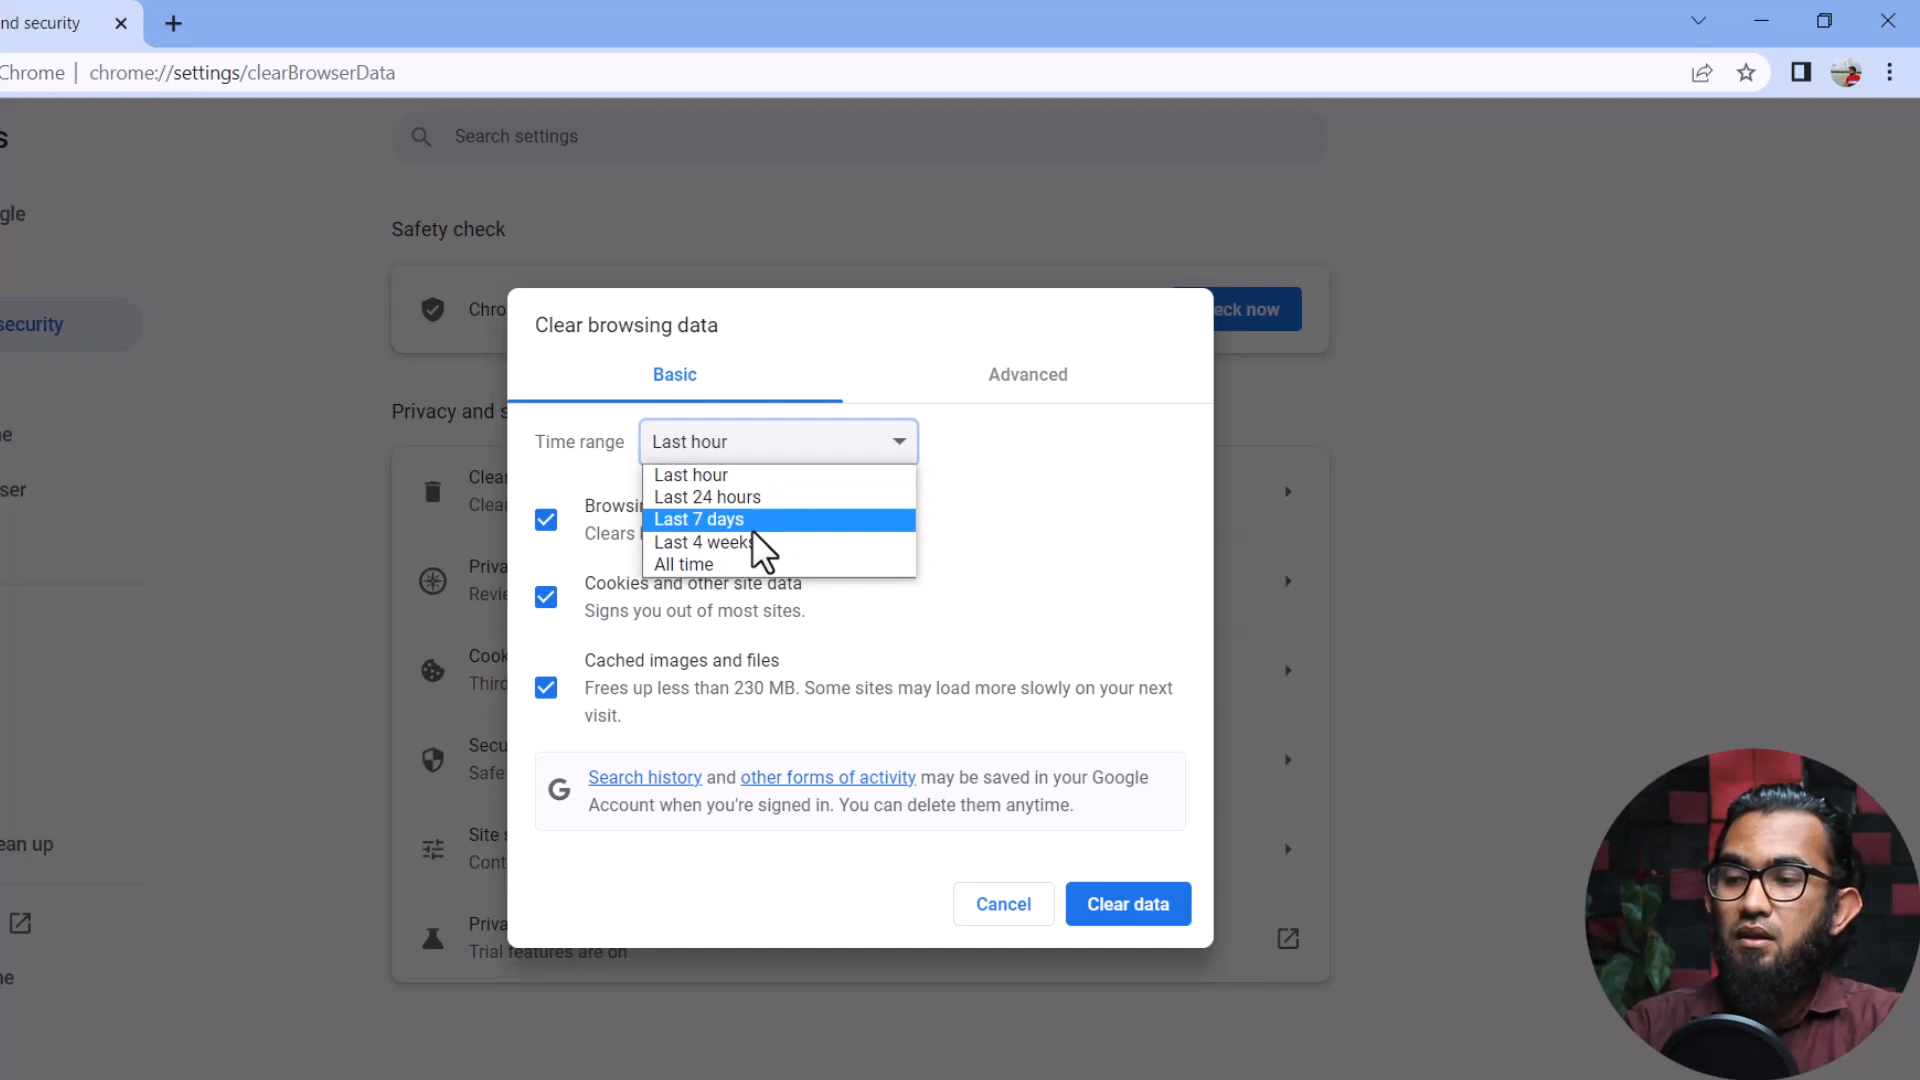 nd security
Chrome | chrome://settings/clearBrowserData
s
Search settings
gle
Safety check
Chro
eck now
security
Clear browsing data
Basic
Advanced
Privacy and s
Time range
Last hour
Last hour
Last 24 hours
Last 7 days
Last 4 weeks
All time
e
ser
Clear
Clear
Browsin
Clears
Priva
Revie
Cookies and other site data
Signs you out of most sites.
Cook
Thirc
Cached images and files
Frees up less than 230 MB. Some sites may load more slowly on your next
visit.
Secu
Safe
Search history and other forms of activity may be saved in your Google
Account when you're signed in. You can delete them anytime.
ean up
Site s
Cont
Cancel
Clear data
Priva
Trial features are on
ne